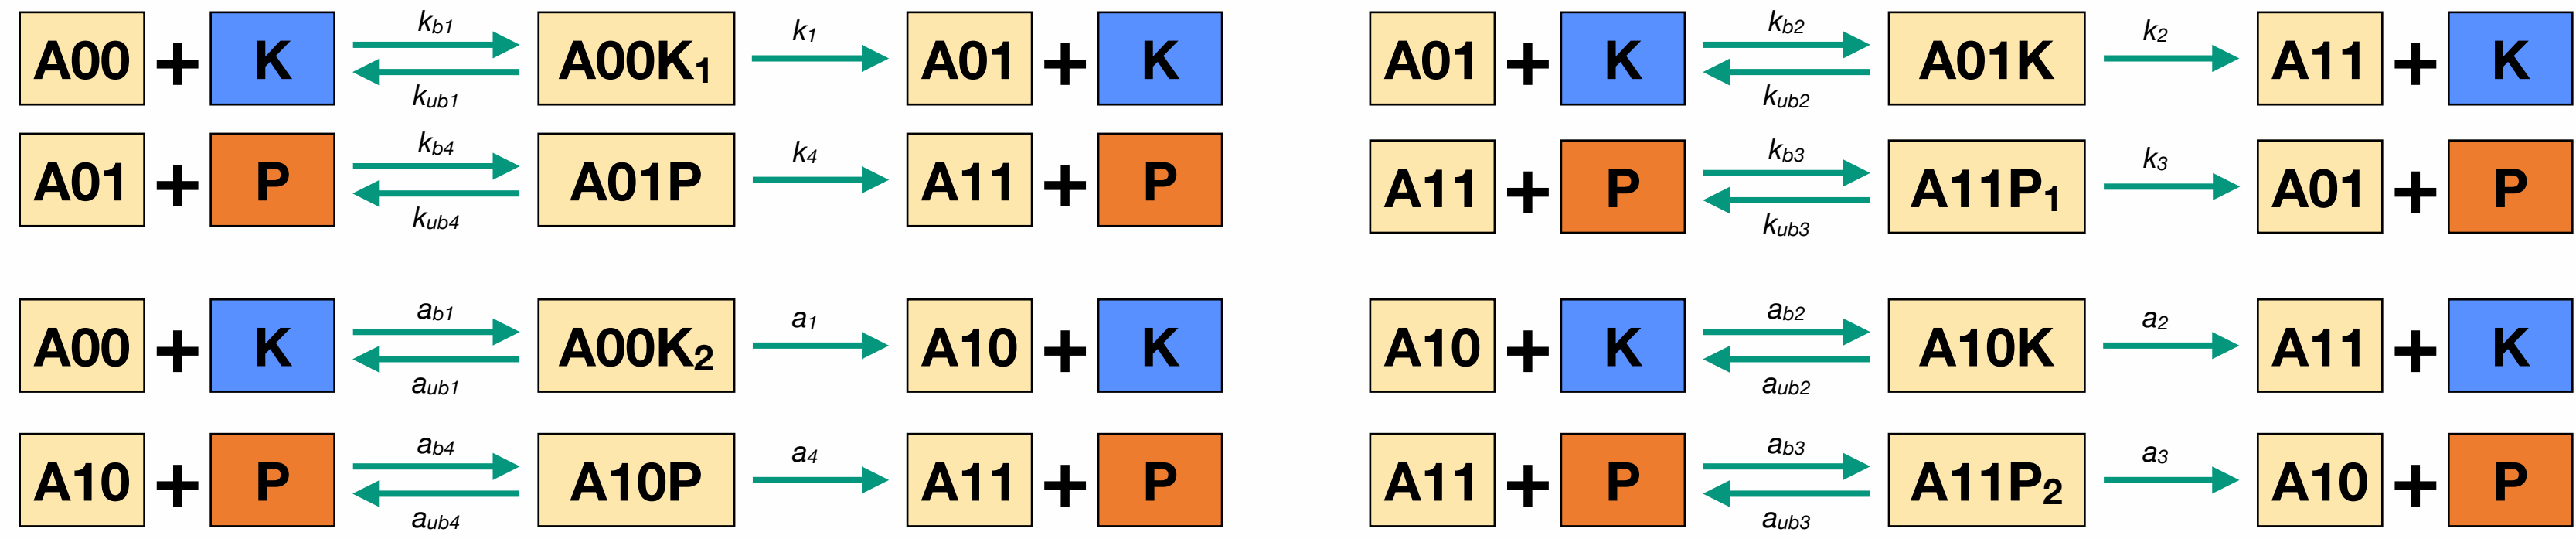 A00 + K kb1 kub1 A00K1 k1 A01 + K
A01 + K kb2 kub2 A01K k2 A11 + K
A01 + P kb4 kub4 A01P k4 A11 + P
A11 + P kb3 kub3 A11P1 k3 A01 + P
A00 + K ab1 aub1 A00K2 a1 A10 + K
A10 + K ab2 aub2 A10K a2 A11 + K
A10 + P ab4 aub4 A10P a4 A11 + P
A11 + P ab3 aub3 A11P2 a3 A10 + P